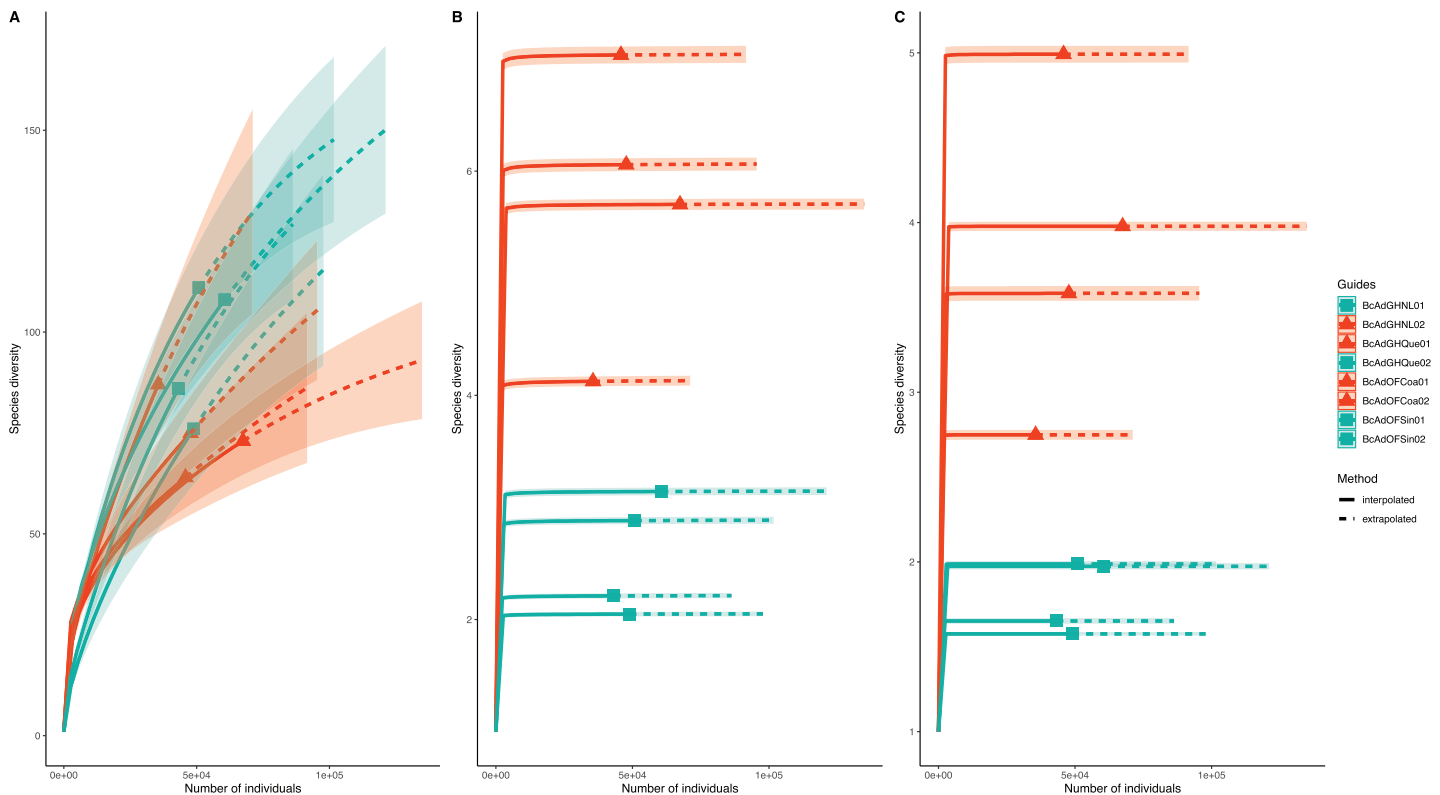 A
Species diversity
150
100
50
0
0e+00 5e+04 1e+05
Number of individuals
B
Species diversity
6
4
2
0e+00 5e+04 1e+05
Number of individuals
C
Species diversity
5
4
3
2
1
0e+00 5e+04 1e+05
Number of individuals
Guides
BcAdGHNL01
BcAdGHNL02
BcAdGHQue01
BcAdGHQue02
BcAdOFCoa01
BcAdOFCoa02
BcAdOFSin01
BcAdOFSin02
Method
interpolated
extrapolated